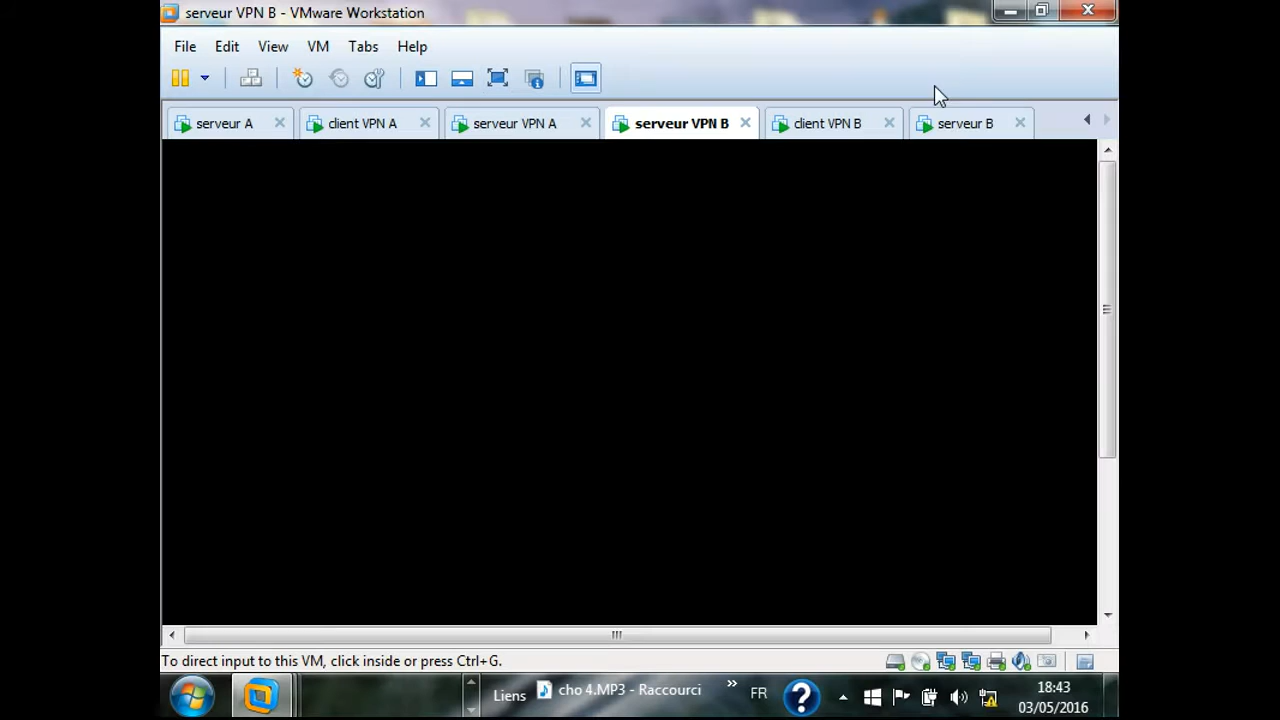 serveur VPN B - VMware Workstation
File Edit View VM Tabs Help
serveur A client VPN A serveur VPN A serveur VPN B client VPN B serveur B
To direct input to this VM, click inside or press Ctrl+G.
Liens cho 4.MP3 - Raccourci » FR 18:43
03/05/2016